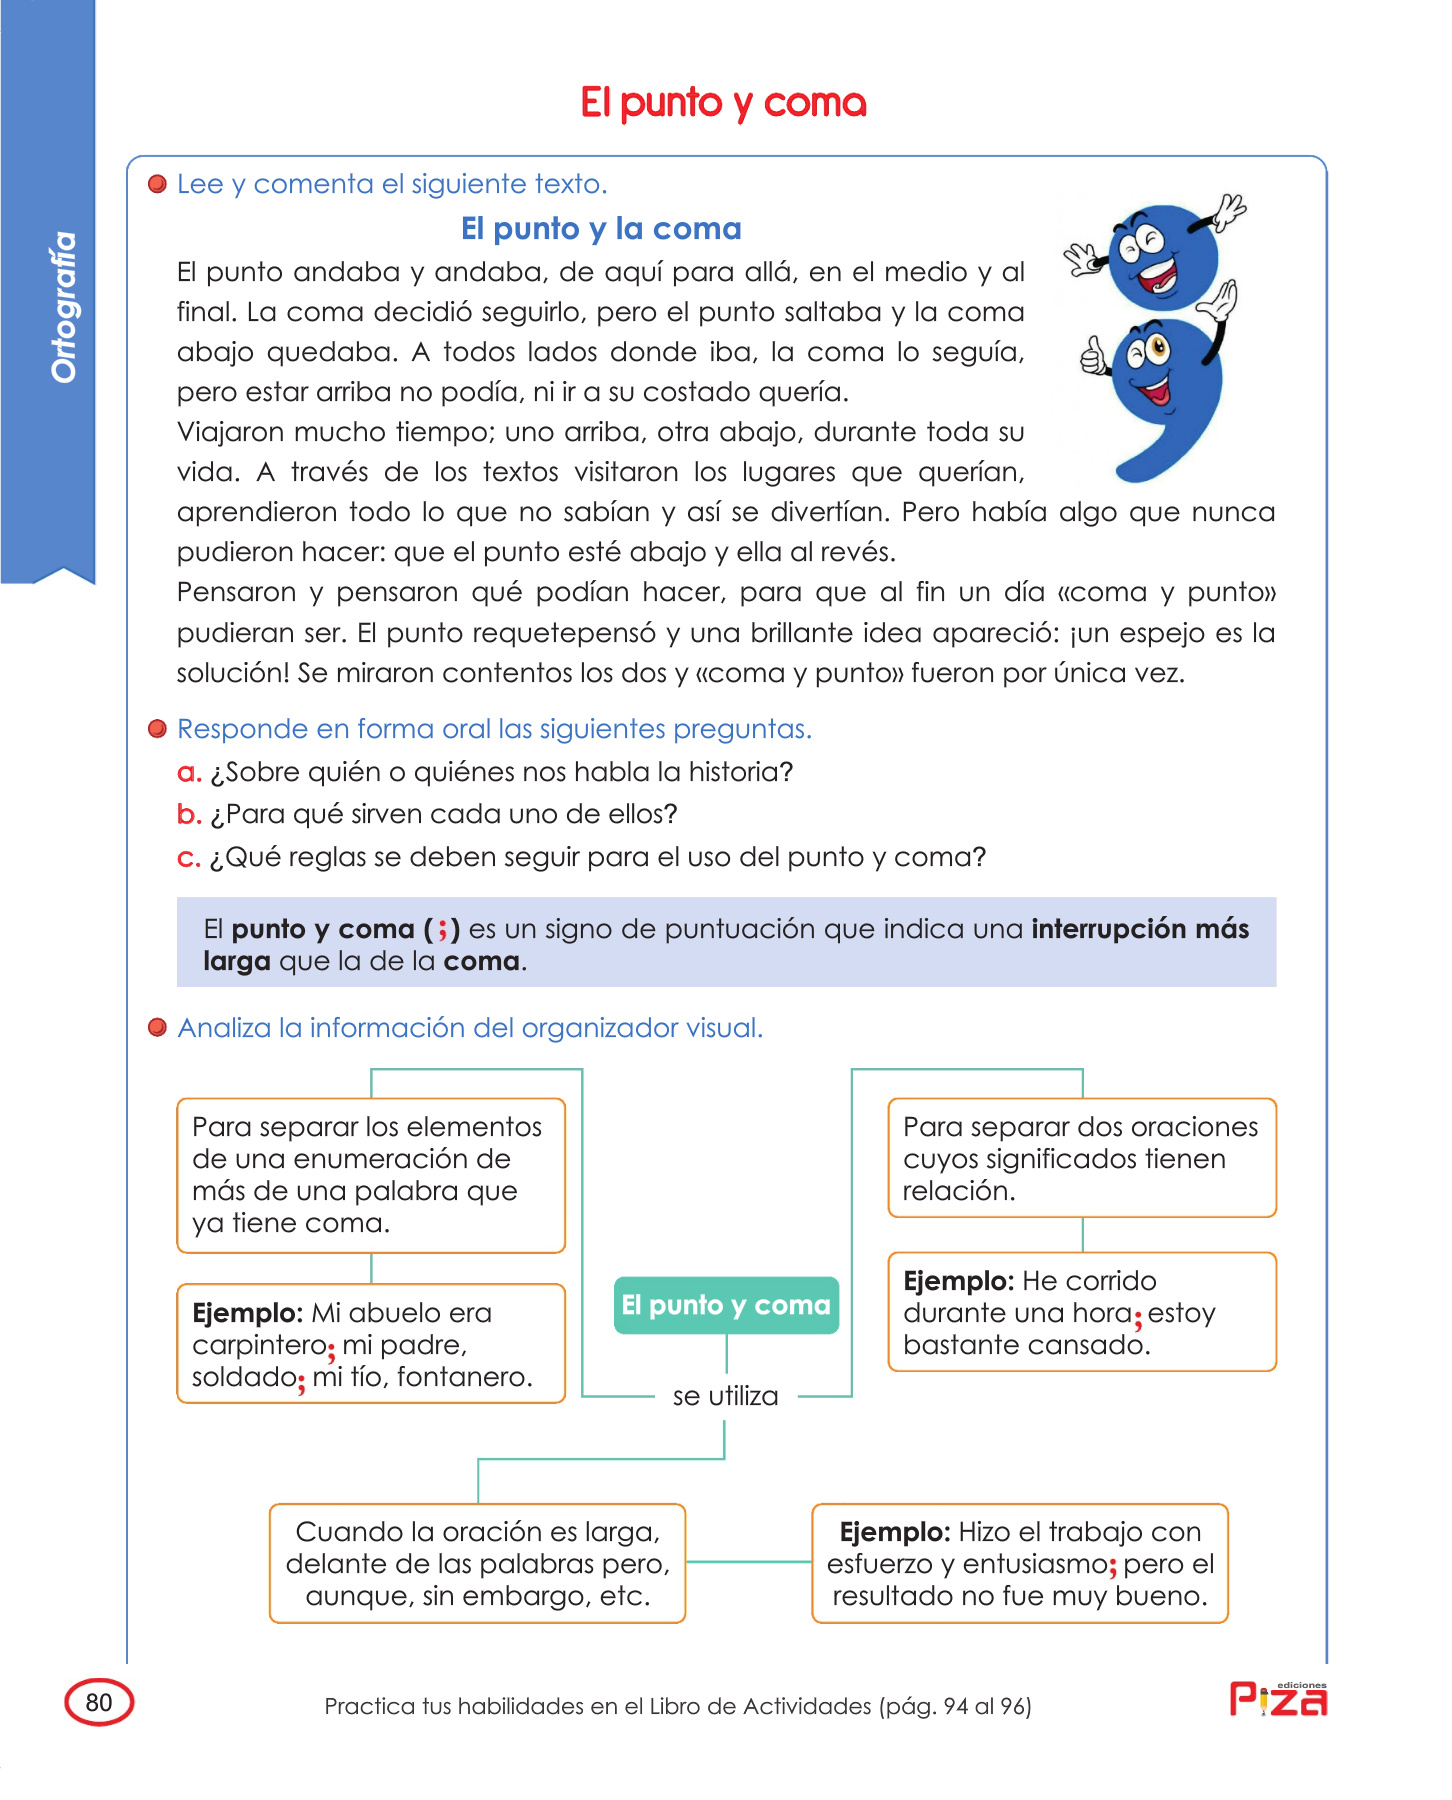 El punto y coma
Ortografía
Lee y comenta el siguiente texto.
El punto y la coma
El punto andaba y andaba, de aquí para allá, en el medio y al
final. La coma decidió seguirlo, pero el punto saltaba y la coma
abajo quedaba. A todos lados donde iba, la coma lo seguía,
pero estar arriba no podía, ni ir a su costado quería.
Viajaron mucho tiempo; uno arriba, otra abajo, durante toda su
vida. A través de los textos visitaron los lugares que querían,
aprendieron todo lo que no sabían y así se divertían. Pero había algo que nunca
pudieron hacer: que el punto esté abajo y ella al revés.
Pensaron y pensaron qué podían hacer, para que al fin un día «coma y punto»
pudieran ser. El punto requetepensó y una brillante idea apareció: ¡un espejo es la
solución! Se miraron contentos los dos y «coma y punto» fueron por única vez.
Responde en forma oral las siguientes preguntas.
a. ¿Sobre quién o quiénes nos habla la historia?
b. ¿Para qué sirven cada uno de ellos?
c. ¿Qué reglas se deben seguir para el uso del punto y coma?
El punto y coma (;) es un signo de puntuación que indica una interrupción más
larga que la de la coma.
Analiza la información del organizador visual.
Para separar los elementos
de una enumeración de
más de una palabra que
ya tiene coma.
Ejemplo: Mi abuelo era
carpintero; mi padre,
soldado; mi tío, fontanero.
Para separar dos oraciones
cuyos significados tienen
relación.
Ejemplo: He corrido
durante una hora; estoy
bastante cansado.
El punto y coma
se utiliza
Cuando la oración es larga,
delante de las palabras pero,
aunque, sin embargo, etc.
Ejemplo: Hizo el trabajo con
esfuerzo y entusiasmo; pero el
resultado no fue muy bueno.
80
Practica tus habilidades en el Libro de Actividades (pág. 94 al 96)
ediciones
Piza